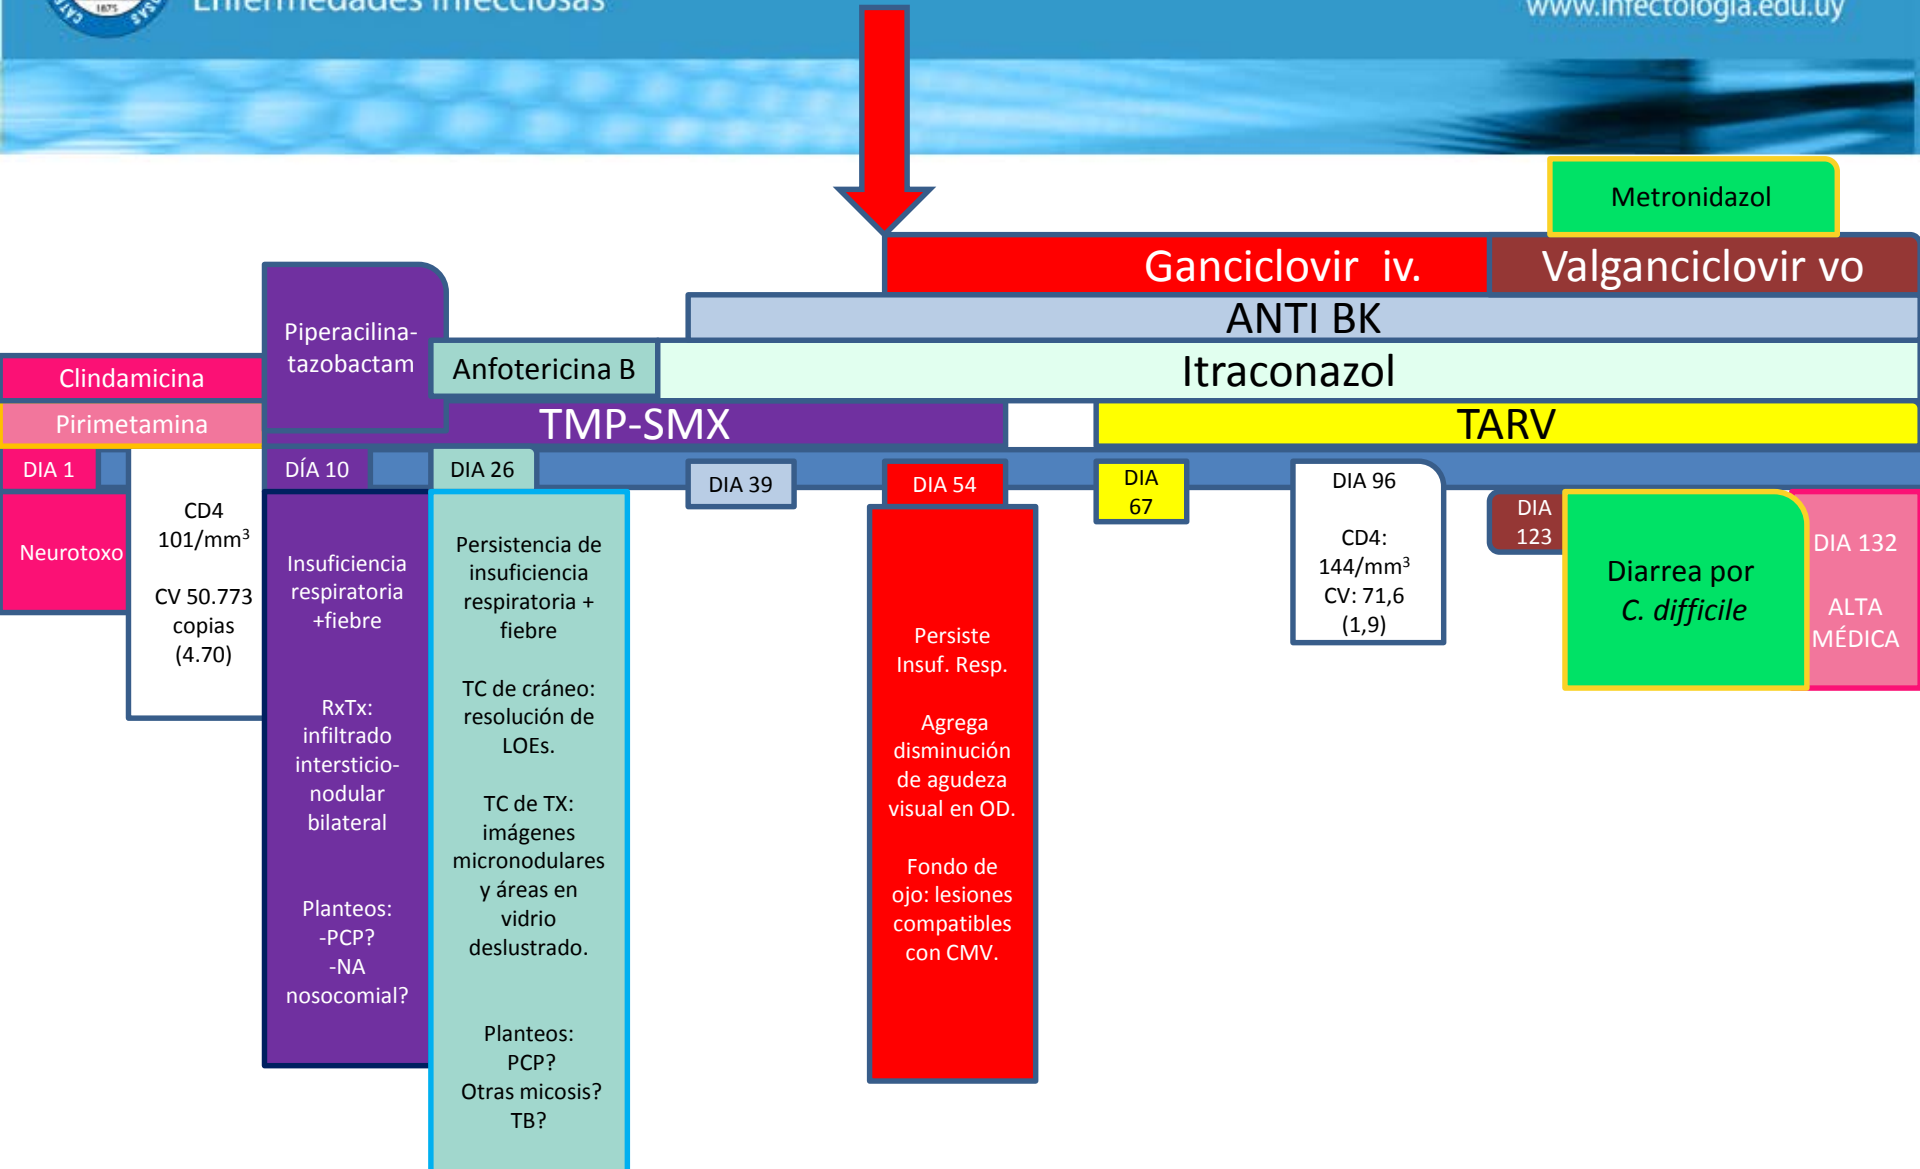 Enfermedades Infecciosas
www.infectologia.edu.uy
1875
Metronidazol
Ganciclovir iv.
Valganciclovir vo
ANTI BK
Piperacilina-
tazobactam
Anfotericina B
Itraconazol
Clindamicina
Pirimetamina
TMP-SMX
TARV
DIA 1
Neurotoxo
CD4
101/mm³
CV 50.773
copias
(4.70)
DÍA 10
Insuficiencia
respiratoria
+fiebre
RxTx:
infiltrado
intersticio-
nodular
bilateral
Planteos:
-PCP?
-NA
nosocomial?
DIA 26
Persistencia de
insuficiencia
respiratoria +
fiebre
TC de cráneo:
resolución de
LOEs.
TC de TX:
imágenes
micronodulares
y áreas en
vidrio
deslustrado.
Planteos:
PCP?
Otras micosis?
TB?
DIA 39
DIA 54
Persiste
Insuf. Resp.
Agrega
disminución
de agudeza
visual en OD.
Fondo de
ojo: lesiones
compatibles
con CMV.
DIA
67
DIA 96
CD4:
144/mm³
CV: 71,6
(1,9)
DIA
123
Diarrea por
C. difficile
DIA 132
ALTA
MÉDICA